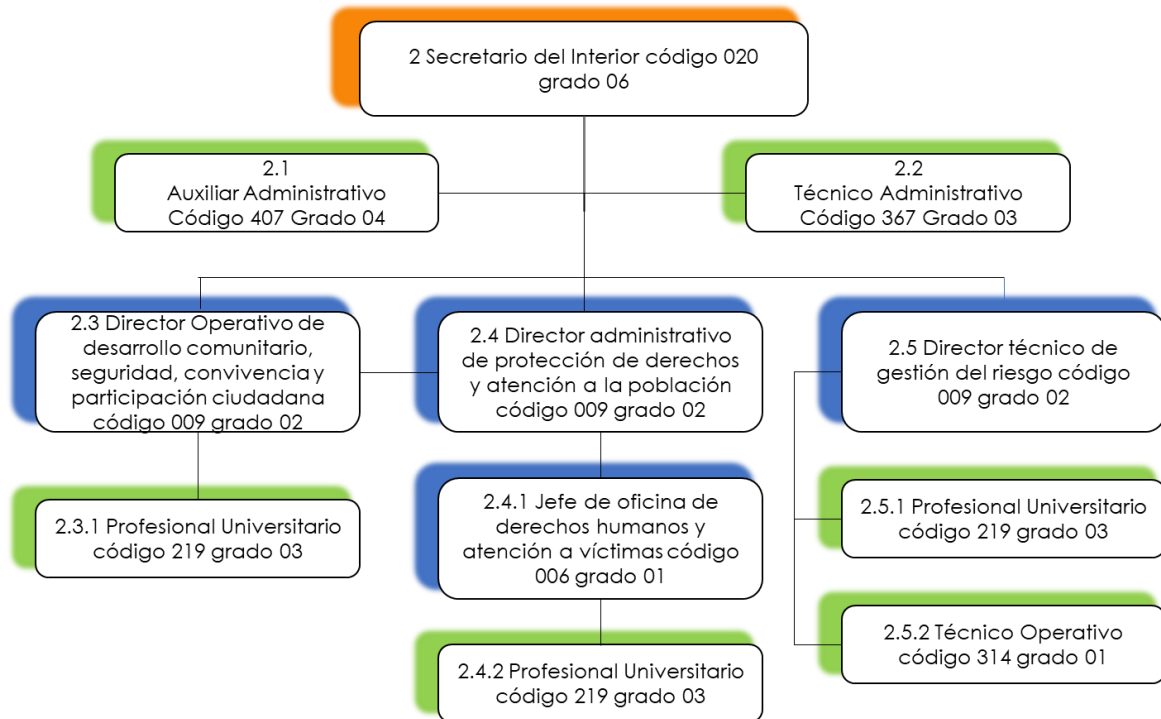 2 Secretario del Interior código 020
grado 06
2.1
Auxiliar Administrativo
Código 407 Grado 04
2.2
Técnico Administrativo
Código 367 Grado 03
2.3 Director Operativo de
desarrollo comunitario,
seguridad, convivencia y
participación ciudadana
código 009 grado 02
2.4 Director administrativo
de protección de derechos
y atención a la población
código 009 grado 02
2.5 Director técnico de
gestión del riesgo código
009 grado 02
2.3.1 Profesional Universitario
código 219 grado 03
2.4.1 Jefe de oficina de
derechos humanos y
atención a víctimas código
006 grado 01
2.5.1 Profesional Universitario
código 219 grado 03
2.4.2 Profesional Universitario
código 219 grado 03
2.5.2 Técnico Operativo
código 314 grado 01